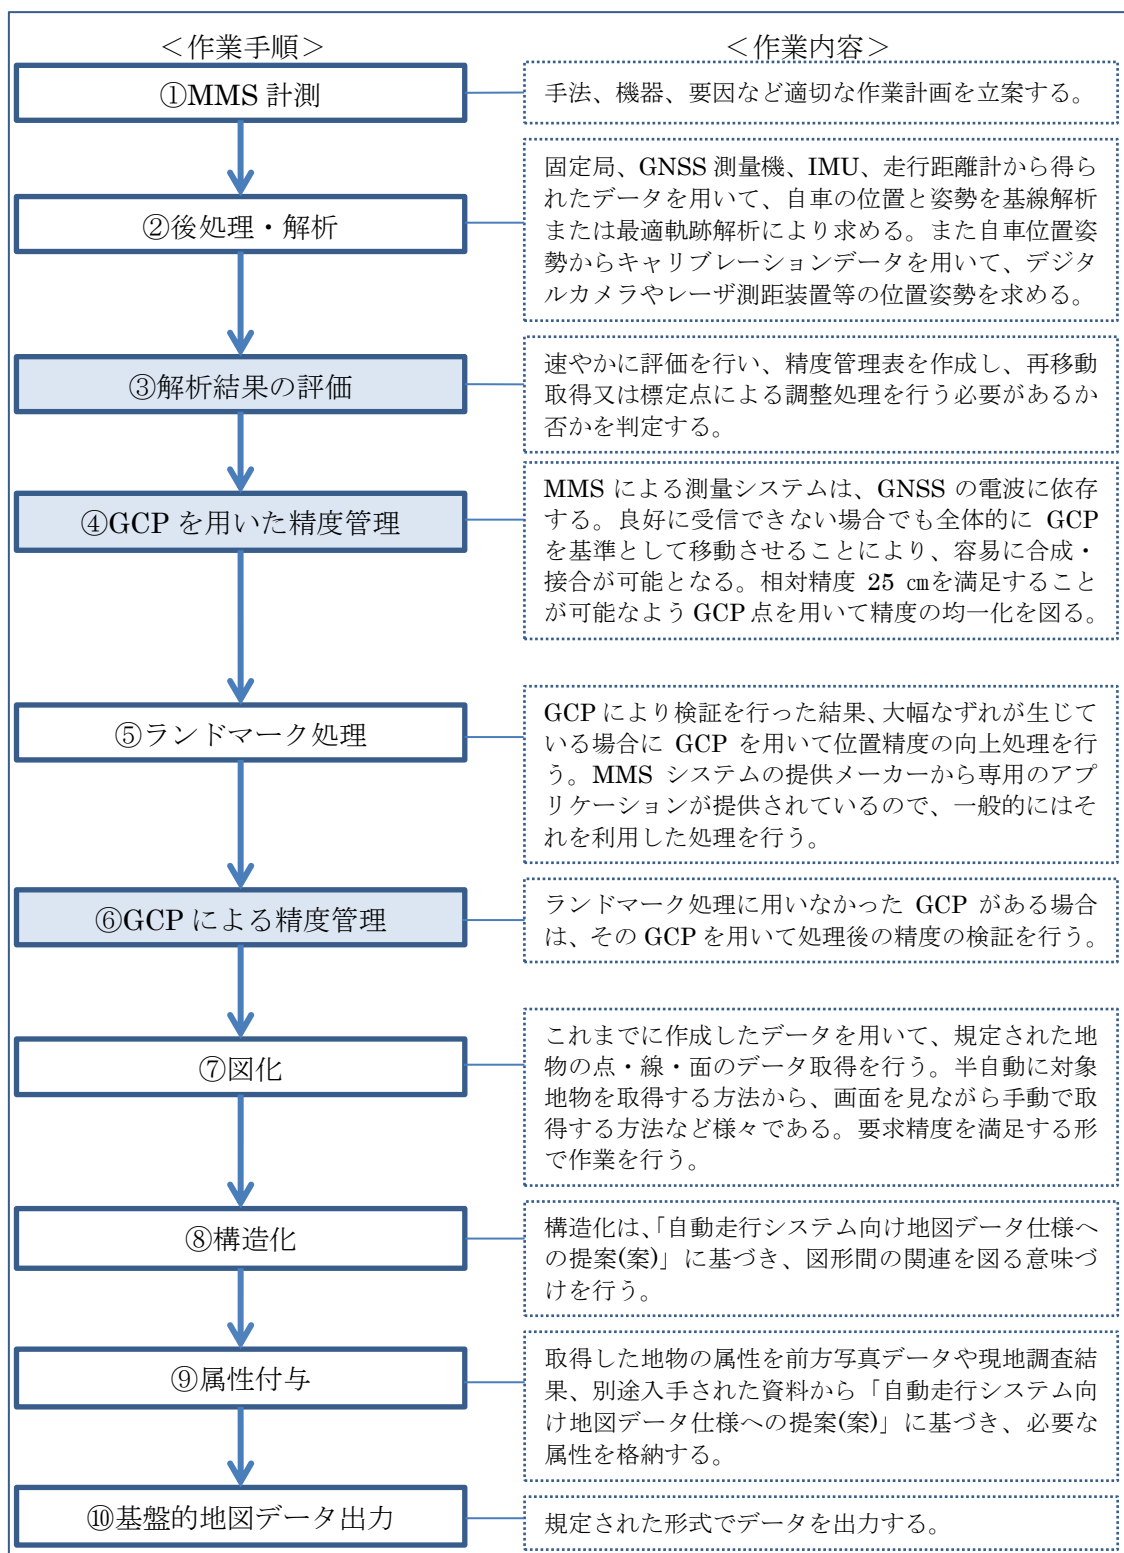 ＜作業手順＞
＜作業内容＞
①MMS 計測
手法、機器、要因など適切な作業計画を立案する。
②後処理・解析
固定局、GNSS 測量機、IMU、走行距離計から得ら
れたデータを用いて、自車の位置と姿勢を基線解析
または最適軌跡解析により求める。また自車位置姿
勢からキャリブレーションデータを用いて、デジタ
ルカメラやレーザ測距装置等の位置姿勢を求める。
③解析結果の評価
速やかに評価を行い、精度管理表を作成し、再移動
取得又は標定点による調整処理を行う必要があるか
否かを判定する。
④GCP を用いた精度管理
MMS による測量システムは、GNSS の電波に依存
する。良好に受信できない場合でも全体的に GCP
を基準として移動させることにより、容易に合成・
接合が可能となる。相対精度 25 ㎝を満足すること
が可能なよう GCP 点を用いて精度の均一化を図る。
⑤ランドマーク処理
GCP により検証を行った結果、大幅なずれが生じて
いる場合に GCP を用いて位置精度の向上処理を行
う。MMS システムの提供メーカーから専用のアプ
リケーションが提供されているので、一般的にはそ
れを利用した処理を行う。
⑥GCP による精度管理
ランドマーク処理に用いなかった GCP がある場合
は、その GCP を用いて処理後の精度の検証を行う。
⑦図化
これまでに作成したデータを用いて、規定された地
物の点・線・面のデータ取得を行う。半自動に対象
地物を取得する方法から、画面を見ながら手動で取
得する方法など様々である。要求精度を満足する形
で作業を行う。
⑧構造化
構造化は、「自動走行システム向け地図データ仕様へ
の提案(案)」に基づき、図形間の関連を図る意味づ
けを行う。
⑨属性付与
取得した地物の属性を前方写真データや現地調査結
果、別途入手された資料から「自動走行システム向
け地図データ仕様への提案(案)」に基づき、必要な
属性を格納する。
⑩基盤的地図データ出力
規定された形式でデータを出力する。